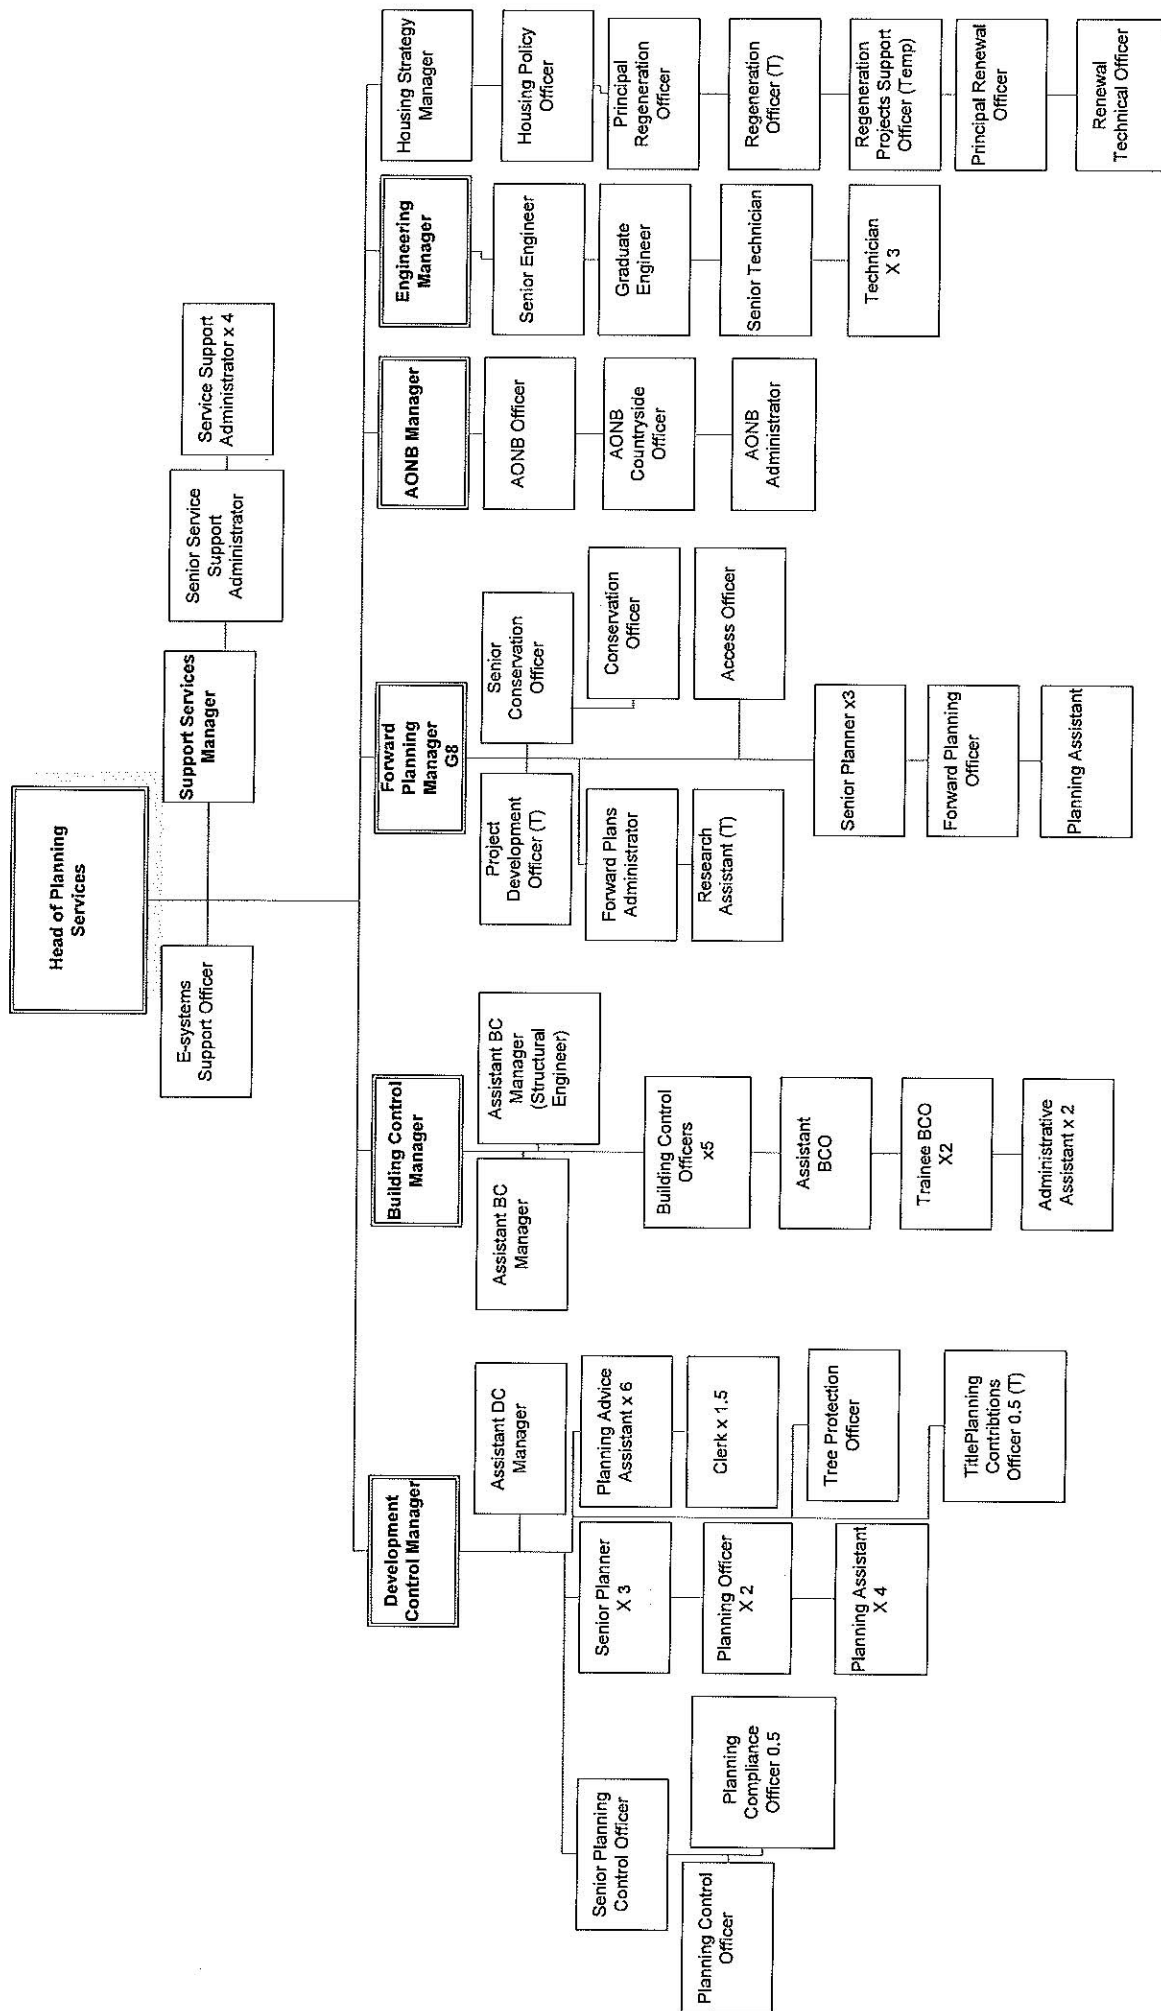 Head of Planning
Services
E-systems
Support Officer
Support Services
Manager
Senior Service
Support
Administrator
Service Support
Administrator x 4
Development
Control Manager
Assistant DC
Manager
Senior Planning
Control Officer
Planning Control
Officer
Planning
Compliance
Officer 0.5
Senior Planner
X 3
Planning Officer
X 2
Planning Assistant
X 4
Planning Advice
Assistant x 6
Clerk x 1.5
Tree Protection
Officer
TitlePlanning
Contribtions
Officer 0.5 (T)
Building Control
Manager
Assistant BC
Manager
Assistant BC
Manager
(Structural
Engineer)
Building Control
Officers
x5
Assistant
BCO
Trainee BCO
X2
Administrative
Assistant x 2
Forward
Planning
Manager
G8
Project
Development
Officer (T)
Senior
Conservation
Officer
Forward Plans
Administrator
Conservation
Officer
Research
Assistant (T)
Access Officer
Senior Planner x3
Forward Planning
Officer
Planning Assistant
AONB Manager
AONB Officer
AONB
Countryside
Officer
AONB
Administrator
Engineering
Manager
Senior Engineer
Graduate
Engineer
Senior Technician
Technician
X 3
Housing Strategy
Manager
Housing Policy
Officer
Principal
Regeneration
Officer
Regeneration
Officer (T)
Regeneration
Projects Support
Officer (Temp)
Principal Renewal
Officer
Renewal
Technical Officer